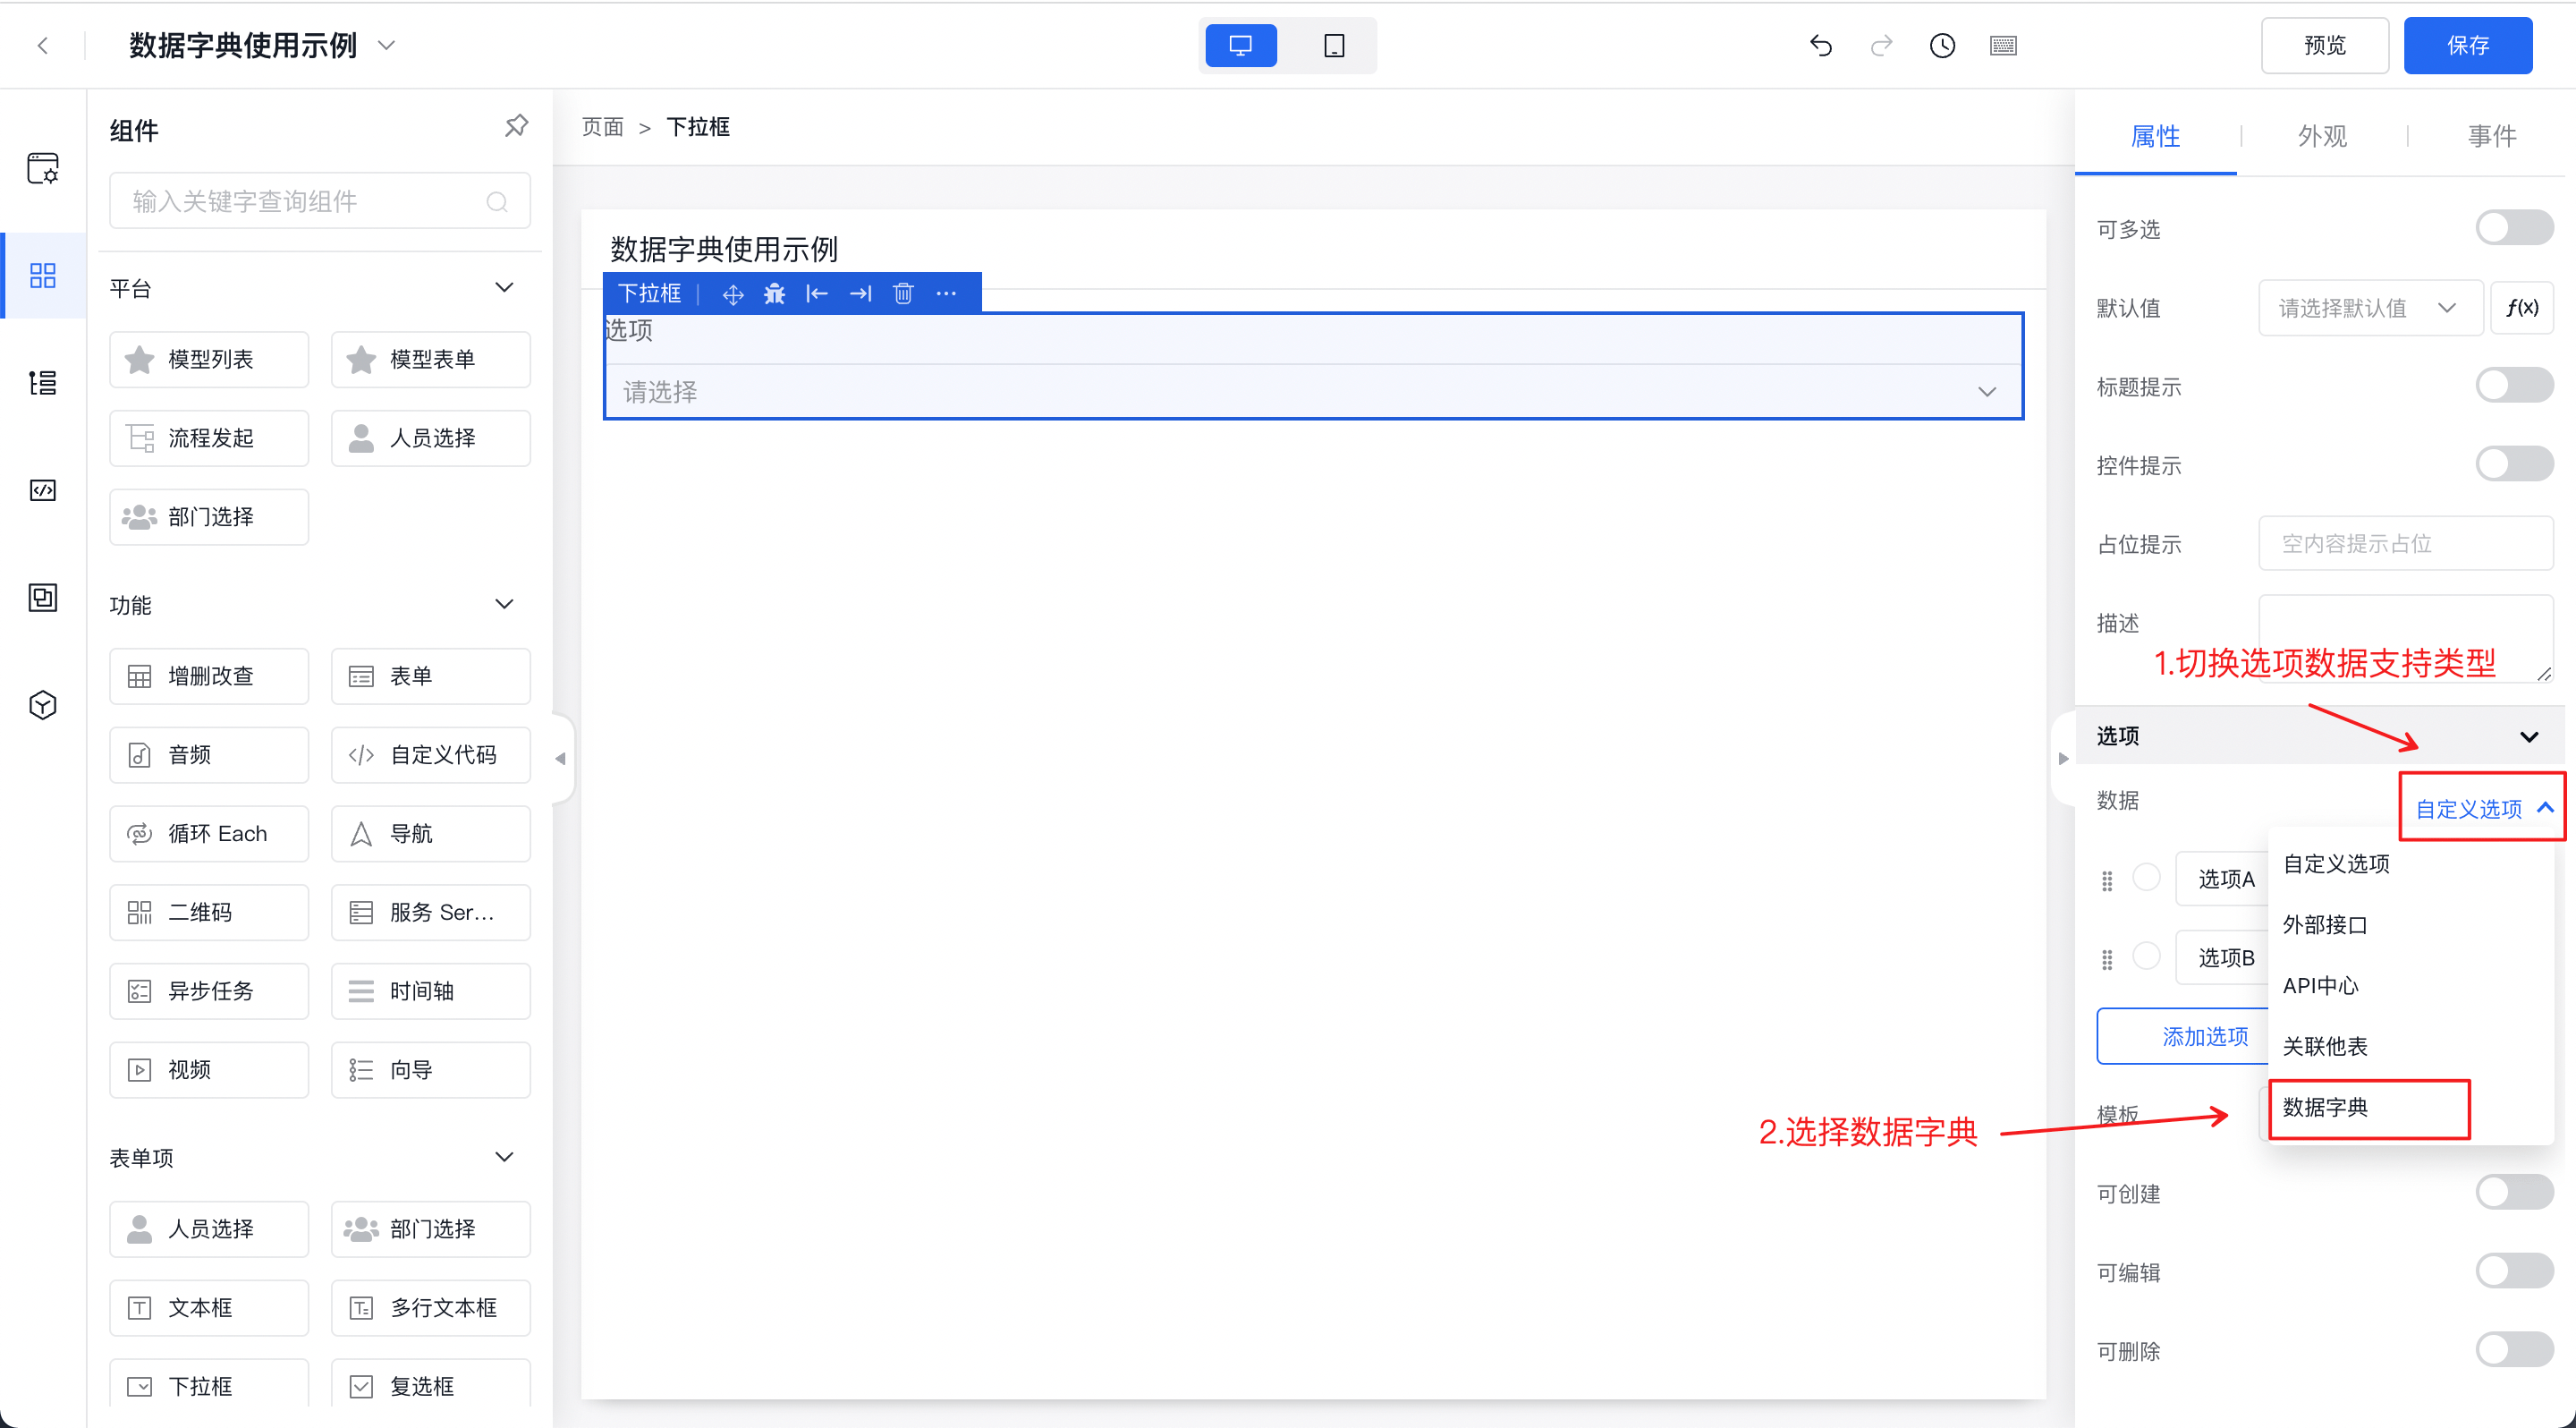 数据字典使用示例
预览
保存
组件
输入关键字查询组件
平台
模型列表
模型表单
流程发起
人员选择
部门选择
功能
增删改查
表单
音频
自定义代码
循环 Each
导航
二维码
服务 Ser...
异步任务
时间轴
视频
向导
表单项
人员选择
部门选择
文本框
多行文本框
下拉框
复选框
页面 > 下拉框
数据字典使用示例
下拉框
选项
请选择
属性
外观
事件
可多选
默认值
请选择默认值
f(x)
标题提示
控件提示
占位提示
空内容提示占位
描述
1.切换选项数据支持类型
选项
数据
自定义选项
自定义选项
外部接口
API中心
关联他表
数据字典
选项A
选项B
添加选项
2.选择数据字典
模板
可创建
可编辑
可删除